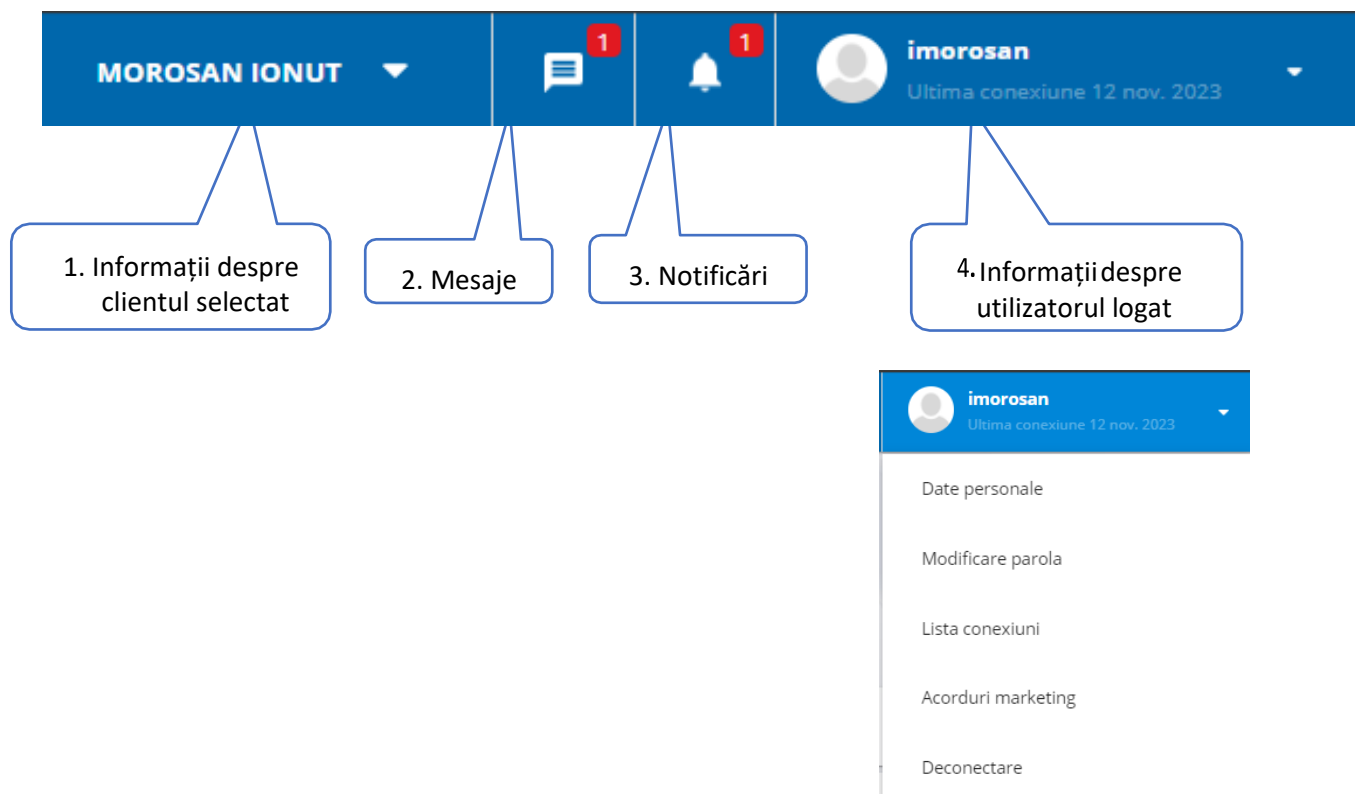 MOROSAN IONUT
1
1
imorosan
Ultima conexiune 12 nov. 2023
1. Informații despre
clientul selectat
2. Mesaje
3. Notificări
4. Informații despre
utilizatorul logat
imorosan
Ultima conexiune 12 nov. 2023
Date personale
Modificare parola
Lista conexiuni
Acorduri marketing
Deconectare